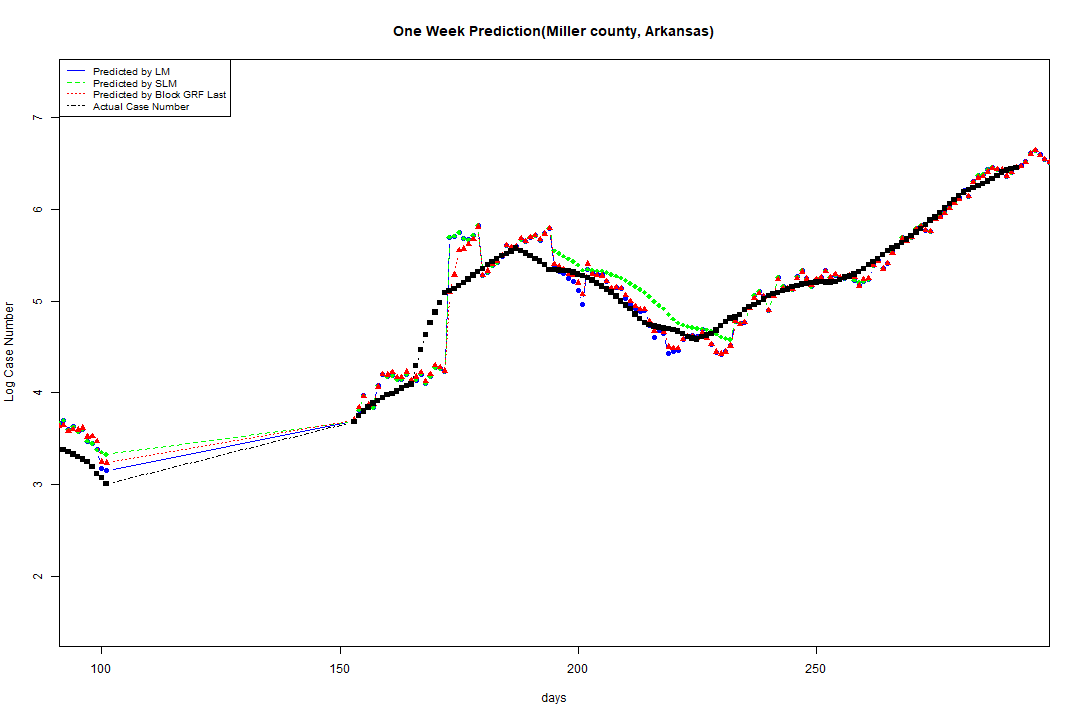 One Week Prediction(Miller county, Arkansas)
Predicted by LM
Predicted by SLM
Predicted by Block GRF Last
Actual Case Number
7
6
5
4
3
2
Log Case Number
100 150 200 250
days